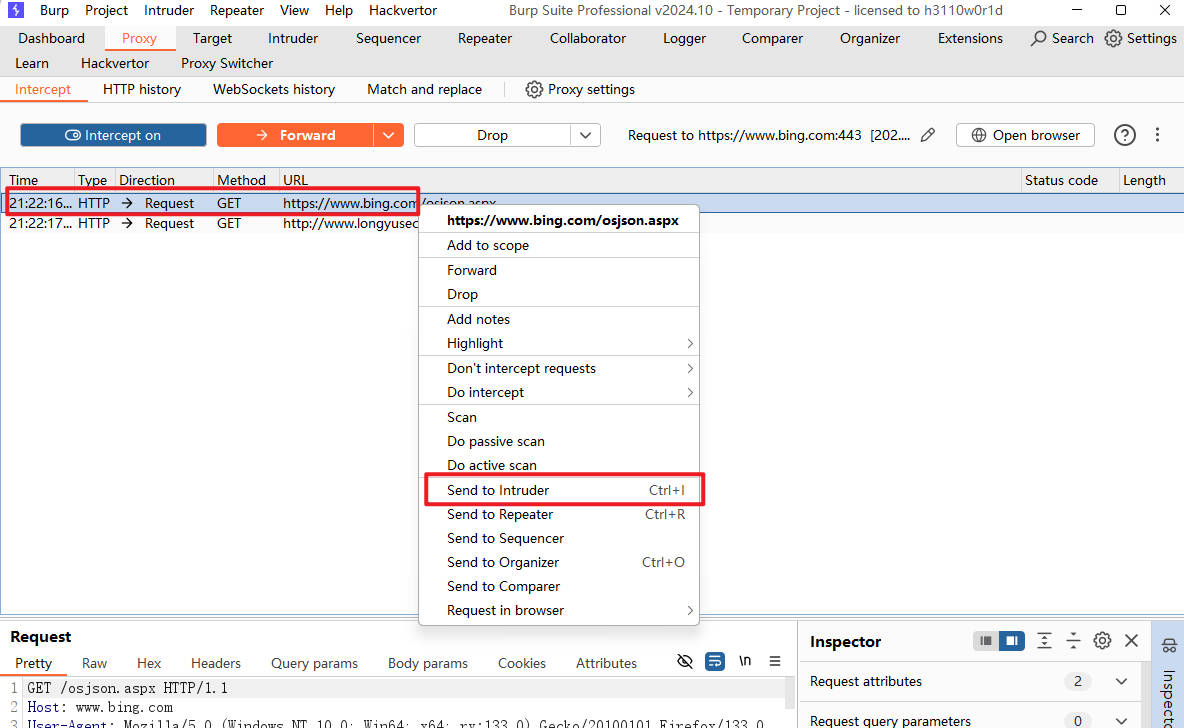 Burp Project Intruder Repeater View Help Hackvertor Burp Suite Professional v2024.10 - Temporary Project - licensed to h3110w0r1d
Dashboard Proxy Target Intruder Sequencer Repeater Collaborator Logger Comparer Organizer Extensions Search Settings
Learn Hackvertor Proxy Switcher
Intercept HTTP history WebSockets history Match and replace Proxy settings
Intercept on Forward Drop Request to https://www.bing.com:443 [202.... Open browser
Time Type Direction Method URL Status code Length
21:22:16... HTTP → Request GET https://www.bing.com/osjson.aspx
21:22:17... HTTP → Request GET http://www.longyusec
https://www.bing.com/osjson.aspx
Add to scope
Forward
Drop
Add notes
Highlight
Don't intercept requests
Do intercept
Scan
Do passive scan
Do active scan
Send to Intruder Ctrl+I
Send to Repeater Ctrl+R
Send to Sequencer
Send to Organizer Ctrl+O
Send to Comparer
Request in browser
Request
Pretty Raw Hex Headers Query params Body params Cookies Attributes \n
1 GET /osjson.aspx HTTP/1.1
2 Host: www.bing.com
3 User-Agent: Mozilla/5.0 (Windows NT 10.0; Win64; x64; rv:133.0) Gecko/20100101 Firefox/133.0
Inspector
Request attributes 2
Request query parameters 0
Inspecto